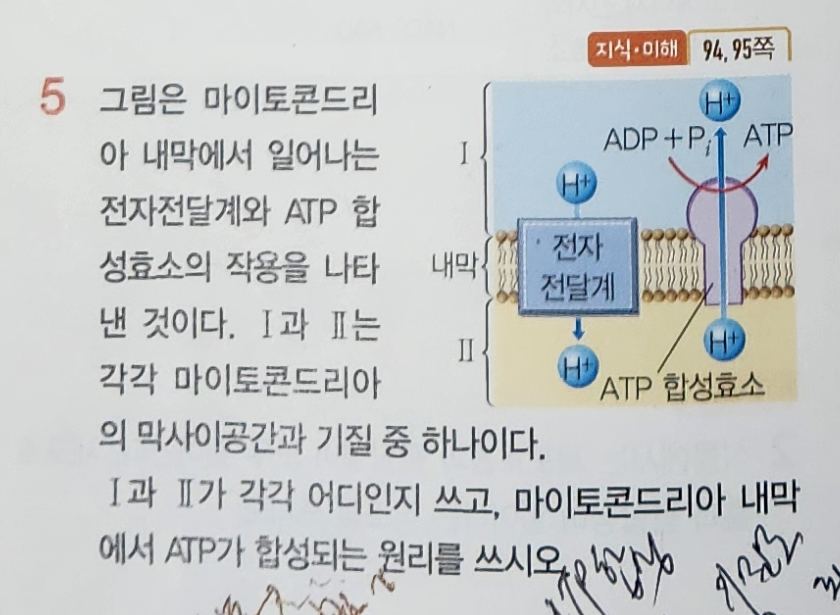 지식·이해 94, 95쪽
5 그림은 마이토콘드리
아 내막에서 일어나는
전자전달계와 ATP 합
성효소의 작용을 나타
낸 것이다. Ⅰ과 Ⅱ는
각각 마이토콘드리아
의 막사이공간과 기질 중 하나이다.
Ⅰ과 Ⅱ가 각각 어디인지 쓰고, 마이토콘드리아 내막
에서 ATP가 합성되는 원리를 쓰시오.
H+
ADP+Pi ATP
Ⅰ
H+
전자
내막
전달계
Ⅱ
H+
H+
ATP 합성효소